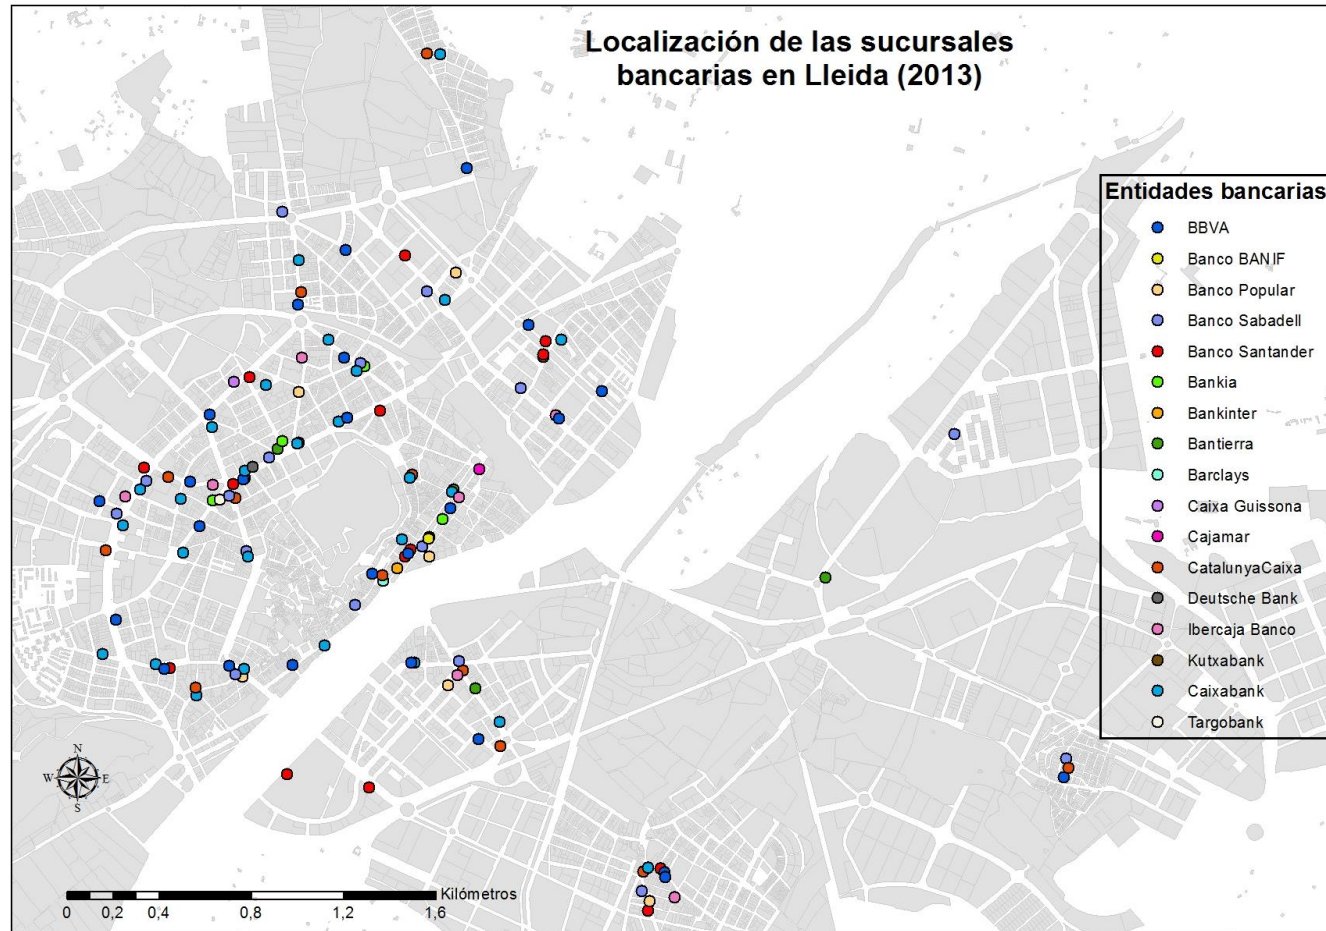 Localización de las sucursales
bancarias en Lleida (2013)
Entidades bancarias
BBVA
Banco BANIF
Banco Popular
Banco Sabadell
Banco Santander
Bankia
Bankinter
Bantierra
Barclays
Caixa Guissona
Cajamar
CatalunyaCaixa
Deutsche Bank
Ibercaja Banco
Kutxabank
Caixabank
Targobank
N
W E
S
Kilómetros
0 0,2 0,4 0,8 1,2 1,6